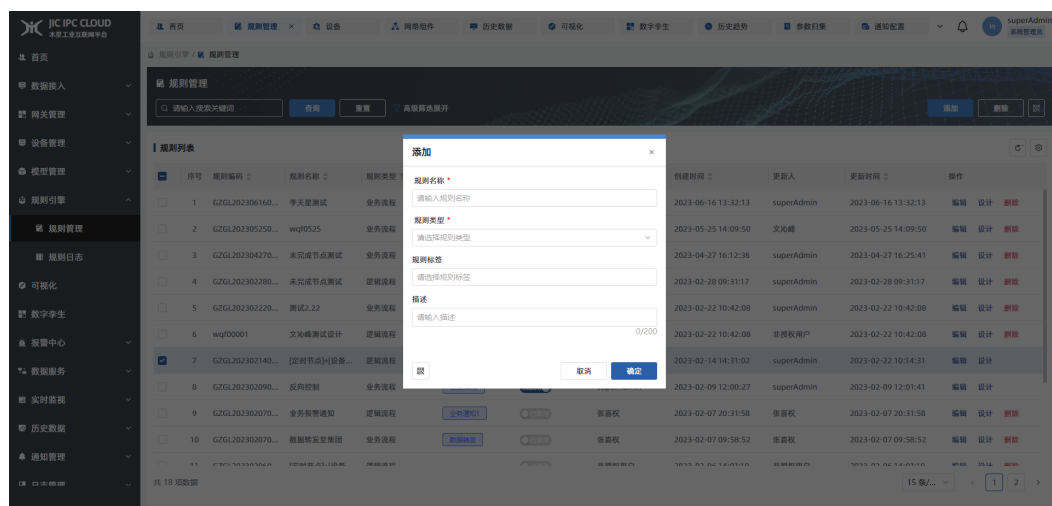 JIC IPC CLOUD
木星工业互联网平台
首页 规则管理 × 设备 网络组件 历史数据 可视化 数字孪生 历史趋势 参数归集 通知配置 superAdmin
系统管理员
首页
数据接入
网关管理
设备管理
模型管理
规则引擎
规则管理
规则日志
可视化
数字孪生
报警中心
数据服务
实时监视
历史数据
通知管理
日志管理
规则引擎 / 规则管理
规则管理
请输入搜索关键词 查询 重置 高级筛选展开 添加 删除
规则列表
序号 规则编码 规则名称 规则类型 创建时间 更新人 更新时间 操作
1 GZGL202306160... 李天星测试 业务流程 2023-06-16 13:32:13 superAdmin 2023-06-16 13:32:13 编辑 设计 删除
2 GZGL202305250... wqf0525 业务流程 2023-05-25 14:09:50 文沁峰 2023-05-25 14:09:50 编辑 设计 删除
3 GZGL202304270... 未完成节点测试 业务流程 2023-04-27 16:12:36 superAdmin 2023-04-27 16:25:41 编辑 设计 删除
4 GZGL202302280... 未完成节点测试 逻辑流程 2023-02-28 09:31:17 superAdmin 2023-02-28 09:31:17 编辑 设计 删除
5 GZGL202302220... 测试2.22 业务流程 2023-02-22 10:42:08 superAdmin 2023-02-22 10:42:08 编辑 设计 删除
6 wqf00001 文沁峰测试设计 逻辑流程 2023-02-22 10:42:08 非授权用户 2023-02-22 10:42:08 编辑 设计 删除
7 GZGL202302140... [定时节点]+[设备... 逻辑流程 2023-02-14 14:31:02 superAdmin 2023-02-22 10:14:31 编辑 设计
8 GZGL202302090... 反向控制 业务流程 2023-02-09 12:00:27 superAdmin 2023-02-09 12:01:41 编辑 设计
9 GZGL202302070... 业务报警通知 逻辑流程 业务通知1 张喜权 2023-02-07 20:31:58 张喜权 2023-02-07 20:31:58 编辑 设计 删除
10 GZGL202302070... 数据转发至集团 业务流程 数据转发 张喜权 2023-02-07 09:58:52 张喜权 2023-02-07 09:58:52 编辑 设计 删除
共 18 项数据 15 条/... 1 2
添加 ×
规则名称 *
请输入规则名称
规则类型 *
请选择规则类型
规则标签
请选择规则标签
描述
请输入描述
0/200
取消 确定